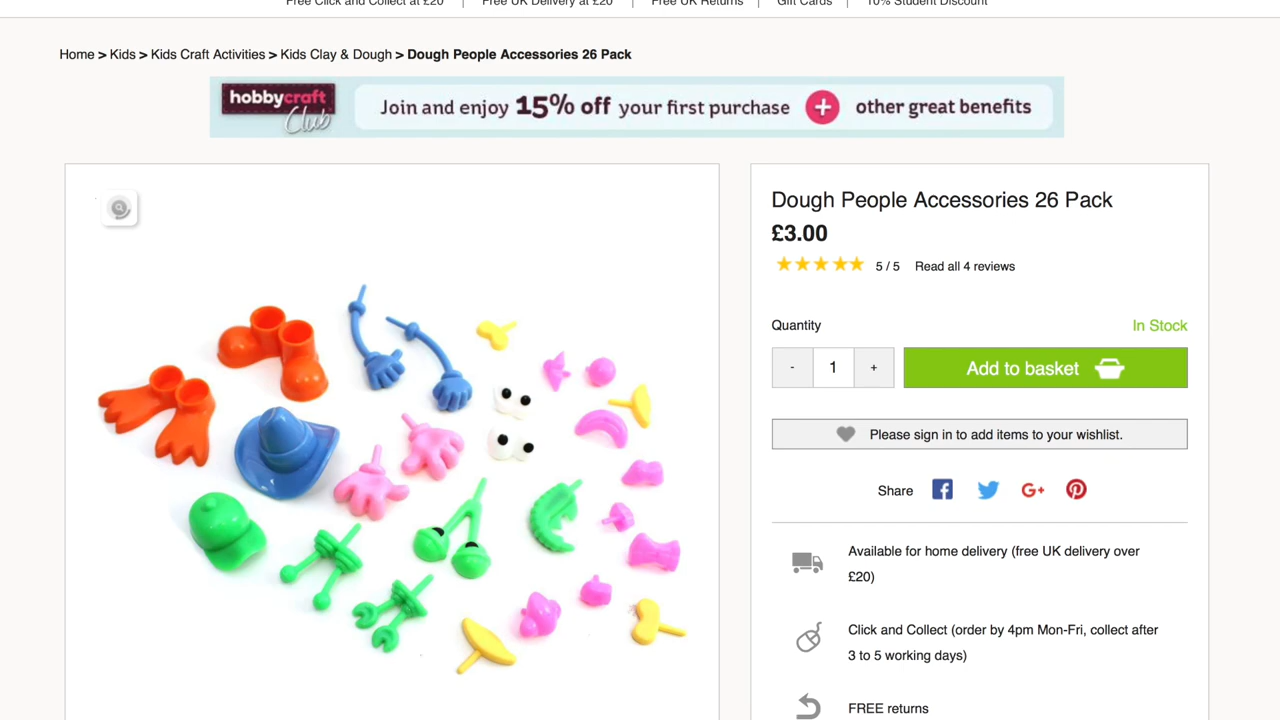 Free Click and Collect at £20 | Free UK Delivery at £20 | Free UK Returns | Gift Cards | 10% Student Discount
Home > Kids > Kids Craft Activities > Kids Clay & Dough > Dough People Accessories 26 Pack
hobbycraft
Club
Join and enjoy 15% off your first purchase + other great benefits
Dough People Accessories 26 Pack
£3.00
5 / 5 Read all 4 reviews
Quantity
In Stock
- 1 +
Add to basket
Please sign in to add items to your wishlist.
Share f G+
Available for home delivery (free UK delivery over
£20)
Click and Collect (order by 4pm Mon-Fri, collect after
3 to 5 working days)
FREE returns